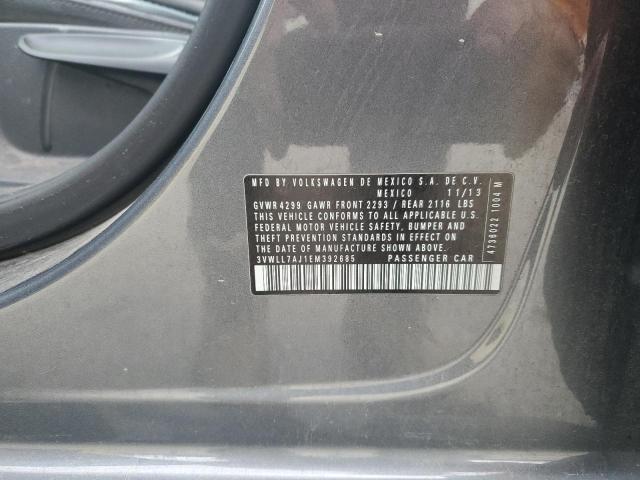 MFD BY VOLKSWAGEN DE MEXICO S.A. DE C.V.
MEXICO 11/13
GVWR 4299 GAWR FRONT 2293 / REAR 2116 LBS
THIS VEHICLE CONFORMS TO ALL APPLICABLE U.S.
FEDERAL MOTOR VEHICLE SAFETY, BUMPER AND
THEFT PREVENTION STANDARDS IN EFFECT ON
THE DATE OF MANUFACTURE SHOWN ABOVE.
3VWLL7AJ1EM392685 PASSENGER CAR
4736022 1004 M